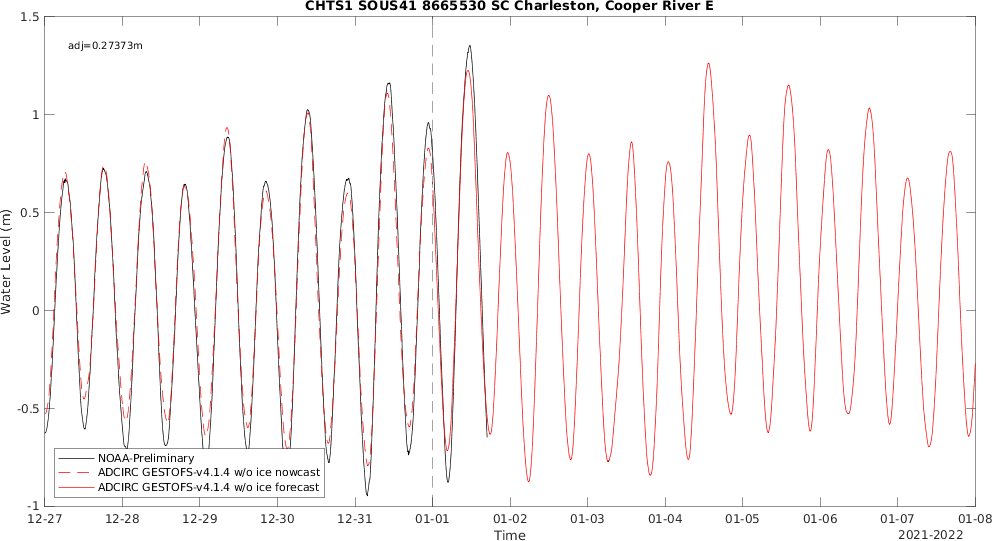 CHTS1 SOUS41 8665530 SC Charleston, Cooper River E
adj=0.27373m
1.5
1
0.5
0
-0.5
-1
Water Level (m)
NOAA-Preliminary
ADCIRC GESTOFS-v4.1.4 w/o ice nowcast
ADCIRC GESTOFS-v4.1.4 w/o ice forecast
12-27 12-28 12-29 12-30 12-31 01-01 01-02 01-03 01-04 01-05 01-06 01-07 01-08
Time
2021-2022